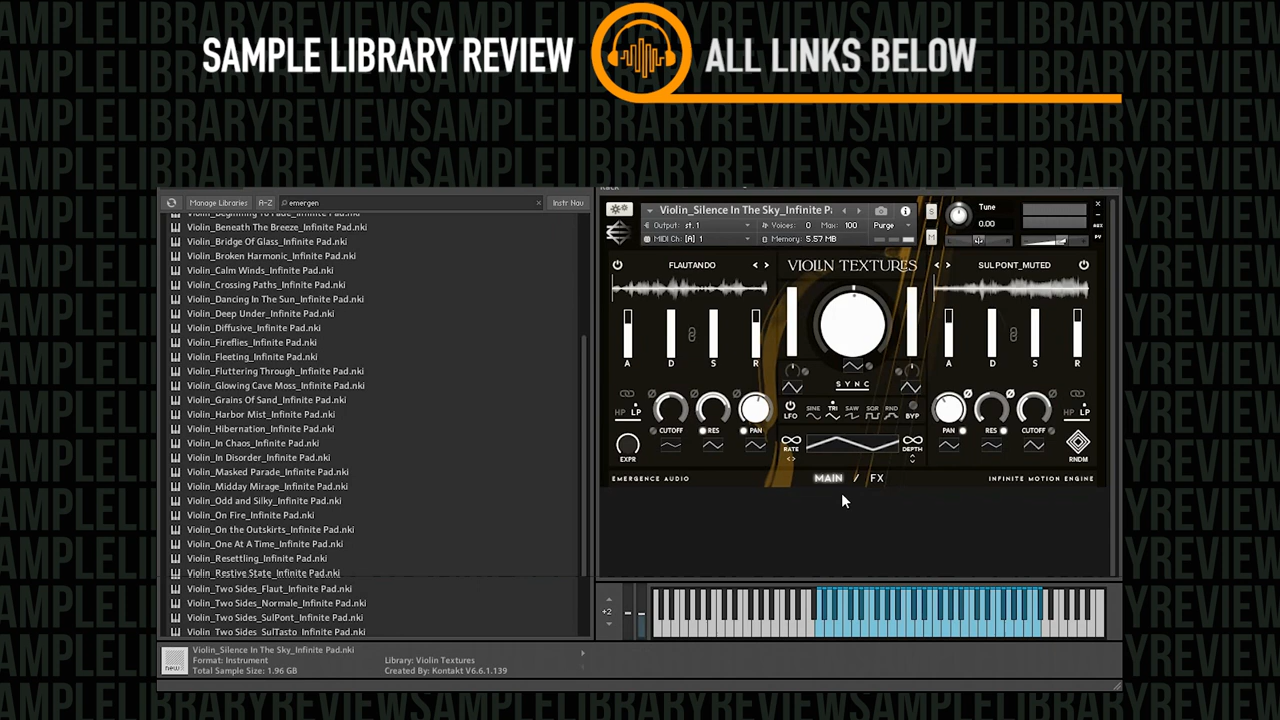 SAMPLE LIBRARY REVIEW
ALL LINKS BELOW
Manage Libraries
A-Z
emergen
Instr Nav
Violin_Beneath The Breeze_Infinite Pad.nki
Violin_Bridge Of Glass_Infinite Pad.nki
Violin_Broken Harmonic_Infinite Pad.nki
Violin_Calm Winds_Infinite Pad.nki
Violin_Crossing Paths_Infinite Pad.nki
Violin_Dancing In The Sun_Infinite Pad.nki
Violin_Deep Under_Infinite Pad.nki
Violin_Diffusive_Infinite Pad.nki
Violin_Fireflies_Infinite Pad.nki
Violin_Fleeting_Infinite Pad.nki
Violin_Fluttering Through_Infinite Pad.nki
Violin_Glowing Cave Moss_Infinite Pad.nki
Violin_Grains Of Sand_Infinite Pad.nki
Violin_Harbor Mist_Infinite Pad.nki
Violin_Hibernation_Infinite Pad.nki
Violin_In Chaos_Infinite Pad.nki
Violin_In Disorder_Infinite Pad.nki
Violin_Masked Parade_Infinite Pad.nki
Violin_Midday Mirage_Infinite Pad.nki
Violin_Odd and Silky_Infinite Pad.nki
Violin_On Fire_Infinite Pad.nki
Violin_On the Outskirts_Infinite Pad.nki
Violin_One At A Time_Infinite Pad.nki
Violin_Resettling_Infinite Pad.nki
Violin_Restive State_Infinite Pad.nki
Violin_Two Sides_Flaut_Infinite Pad.nki
Violin_Two Sides_Normale_Infinite Pad.nki
Violin_Two Sides_SulPont_Infinite Pad.nki
Violin_Two Sides_SulTasto_Infinite Pad.nki
Violin_Silence In The Sky_Infinite Pad.nki
Format: Instrument
Total Sample Size: 1.96 GB
Library: Violin Textures
Created By: Kontakt V6.6.1.139
Violin_Silence In The Sky_Infinite P
Output: st.1
Voices: 0 Max: 100
Purge
MIDI Ch: [A] 1
Memory: 5.57 MB
S
M
Tune
0.00
AUX
PV
FLAUTANDO
VIOLIN TEXTURES
SULPONT_MUTED
A D S R
A D S R
SYNC
HP LP
CUTOFF
RES
PAN
LFO
SINE TRI SAW SQR RND
BYP
PAN
RES
CUTOFF
HP LP
EXPR
RATE
DEPTH
RNDM
EMERGENCE AUDIO
MAIN / FX
INFINITE MOTION ENGINE
+2
new